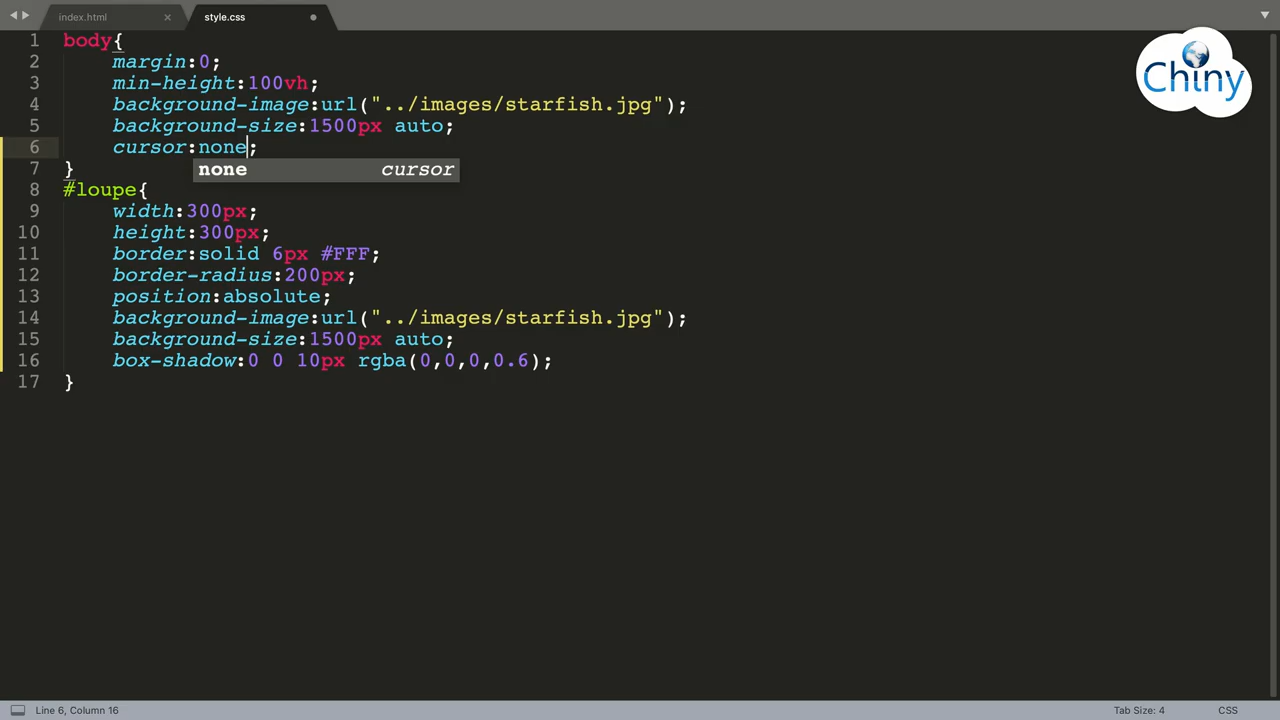 index.html ×
style.css
Chiny
1 body{
2 margin:0;
3 min-height:100vh;
4 background-image:url("../images/starfish.jpg");
5 background-size:1500px auto;
6 cursor:none;
none cursor
7 }
8 #loupe{
9 width:300px;
10 height:300px;
11 border:solid 6px #FFF;
12 border-radius:200px;
13 position:absolute;
14 background-image:url("../images/starfish.jpg");
15 background-size:1500px auto;
16 box-shadow:0 0 10px rgba(0,0,0,0.6);
17 }
Line 6, Column 16
Tab Size: 4
CSS